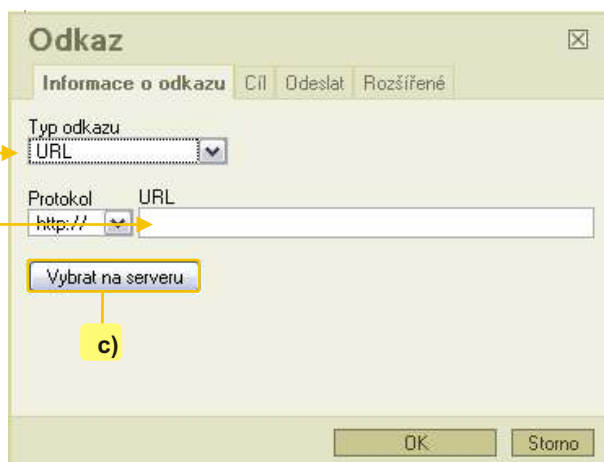 Odkaz
Informace o odkazu Cíl Odeslat Rozšířené
Typ odkazu
URL
Protokol URL
http://
Vybrat na serveru
c)
OK Storno